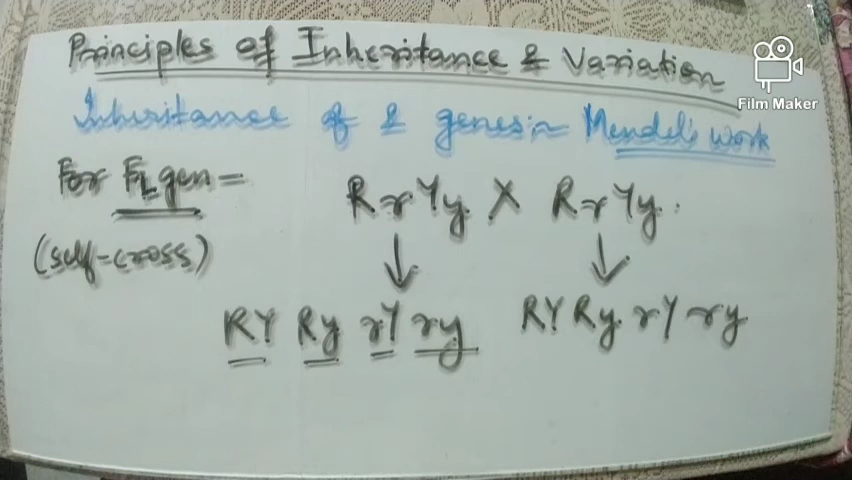 Principles of Inheritance & Variation
Film Maker
Inheritance of 2 genes in Mendel's work
For F2 gen =
(self-cross)
RrYy X RrYy.
RY Ry rY ry
RY Ry rY ry